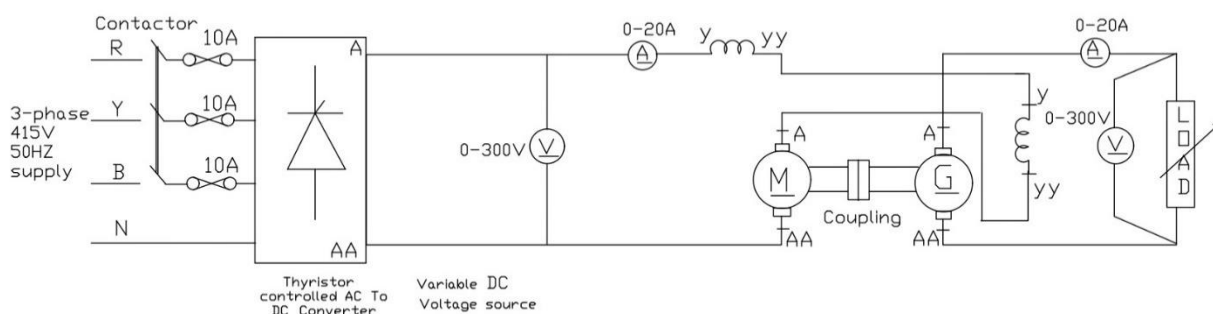 Contactor
R
10A
Y
10A
B
10A
N
3-phase
415V
50HZ
supply
A
AA
Thyristor
controlled AC To
DC Converter
Variable DC
Voltage source
0-300V
V
0-20A
A
y
yy
A
M
AA
Coupling
A
G
AA
y
yy
0-20A
A
0-300V
V
LOAD